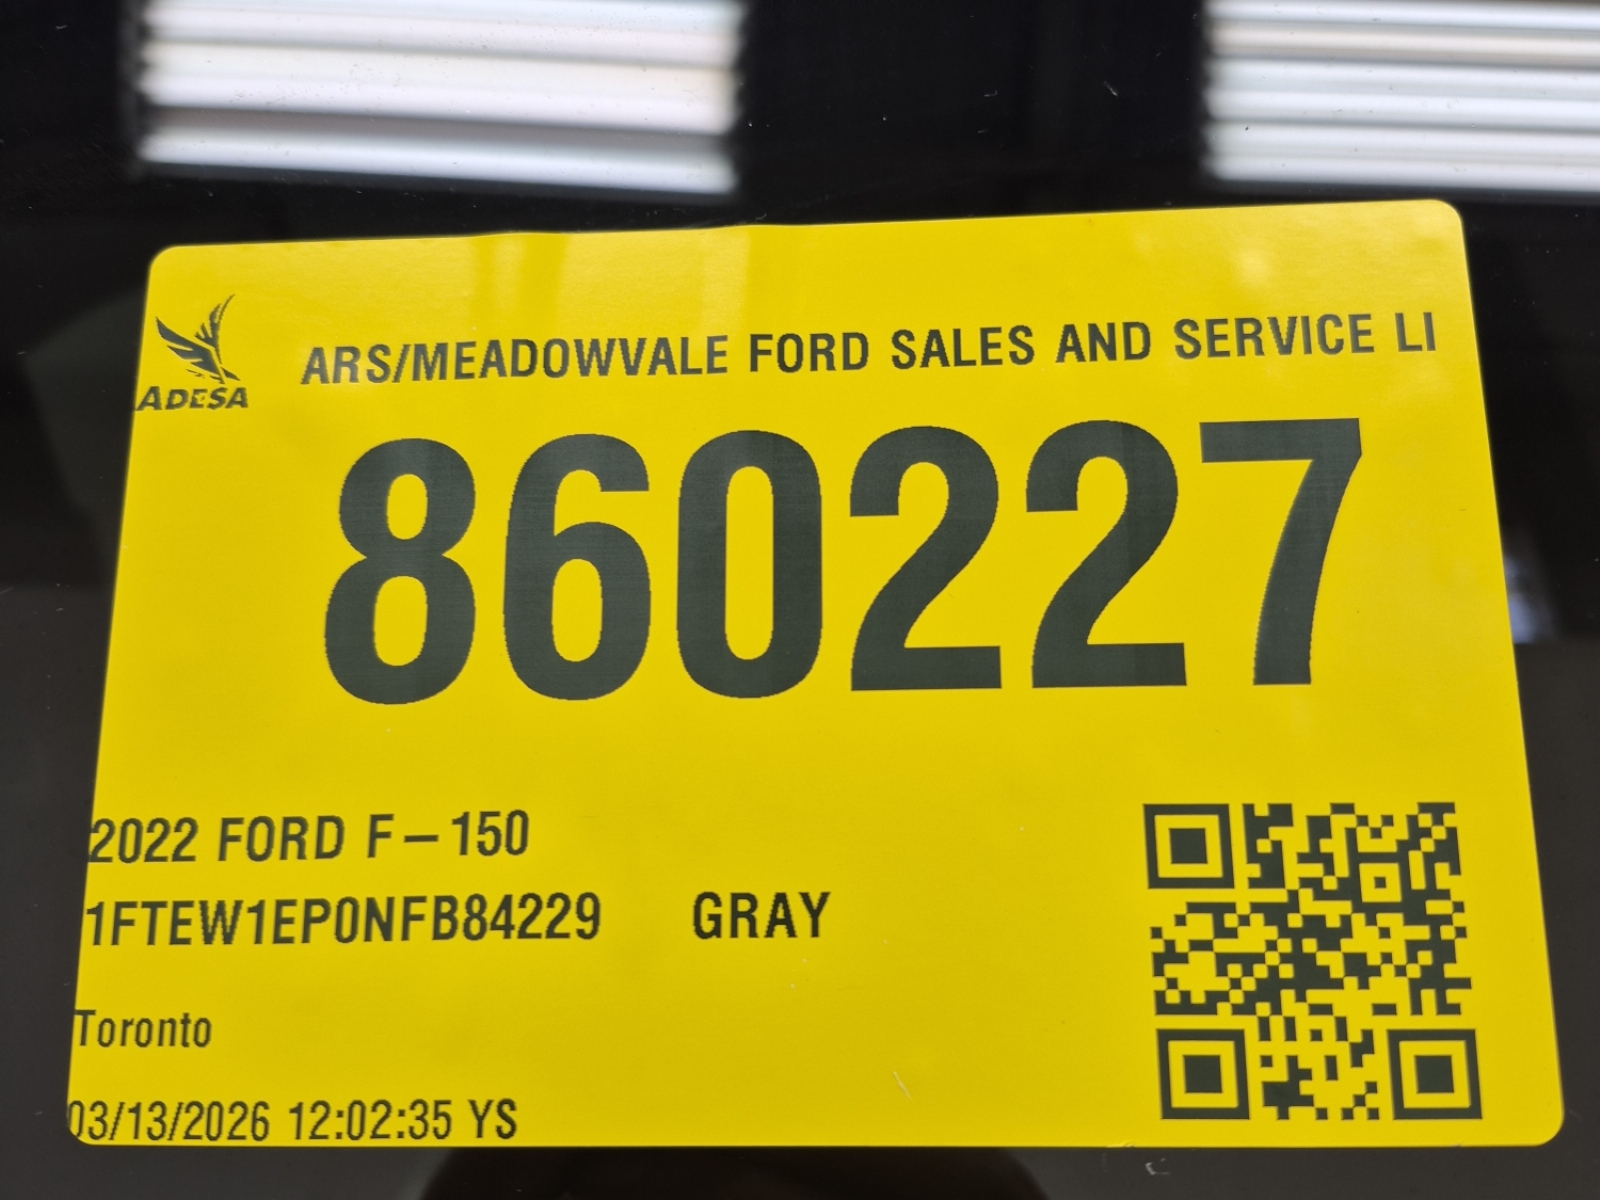 ADESA
ARS/MEADOWVALE FORD SALES AND SERVICE LI
860227
2022 FORD F-150
1FTEW1EP0NFB84229 GRAY
Toronto
03/13/2026 12:02:35 YS